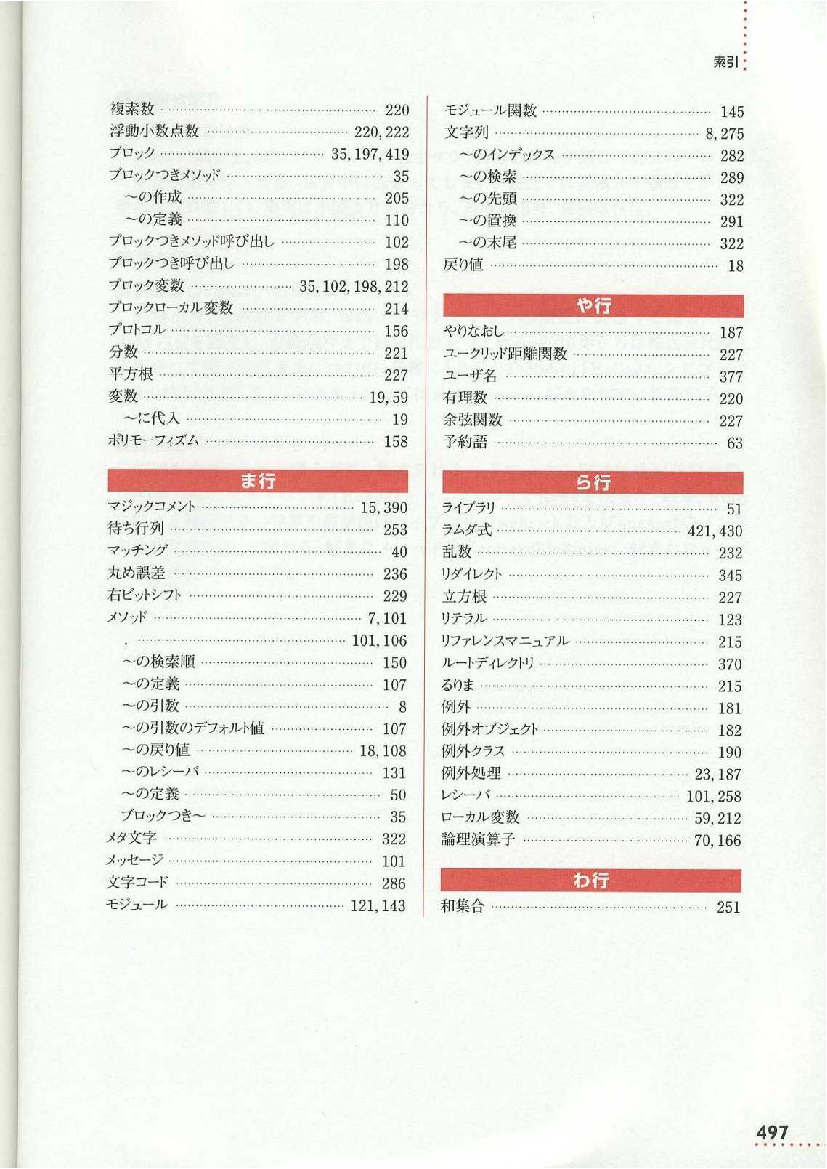 索引
複素数 220
浮動小数点数 220, 222
ブロック 35, 197, 419
ブロックつきメソッド 35
～の作成 205
～の定義 110
ブロックつきメソッド呼び出し 102
ブロックつき呼び出し 198
ブロック変数 35, 102, 198, 212
ブロックローカル変数 214
プロトコル 156
分数 221
平方根 227
変数 19, 59
～に代入 19
ポリモーフィズム 158
ま行
マジックコメント 15, 390
待ち行列 253
マッチング 40
丸め誤差 236
右ビットシフト 229
メソッド 7, 101
. 101, 106
～の検索順 150
～の定義 107
～の引数 8
～の引数のデフォルト値 107
～の戻り値 18, 108
～のレシーバ 131
～の定義 50
ブロックつき～ 35
メタ文字 322
メッセージ 101
文字コード 286
モジュール 121, 143
モジュール関数 145
文字列 8, 275
～のインデックス 282
～の検索 289
～の先頭 322
～の置換 291
～の末尾 322
戻り値 18
や行
やりなおし 187
ユークリッド距離関数 227
ユーザ名 377
有理数 220
余弦関数 227
予約語 63
ら行
ライブラリ 51
ラムダ式 421, 430
乱数 232
リダイレクト 345
立方根 227
リテラル 123
リファレンスマニュアル 215
ルートディレクトリ 370
るりま 215
例外 181
例外オブジェクト 182
例外クラス 190
例外処理 23, 187
レシーバ 101, 258
ローカル変数 59, 212
論理演算子 70, 166
わ行
和集合 251
497